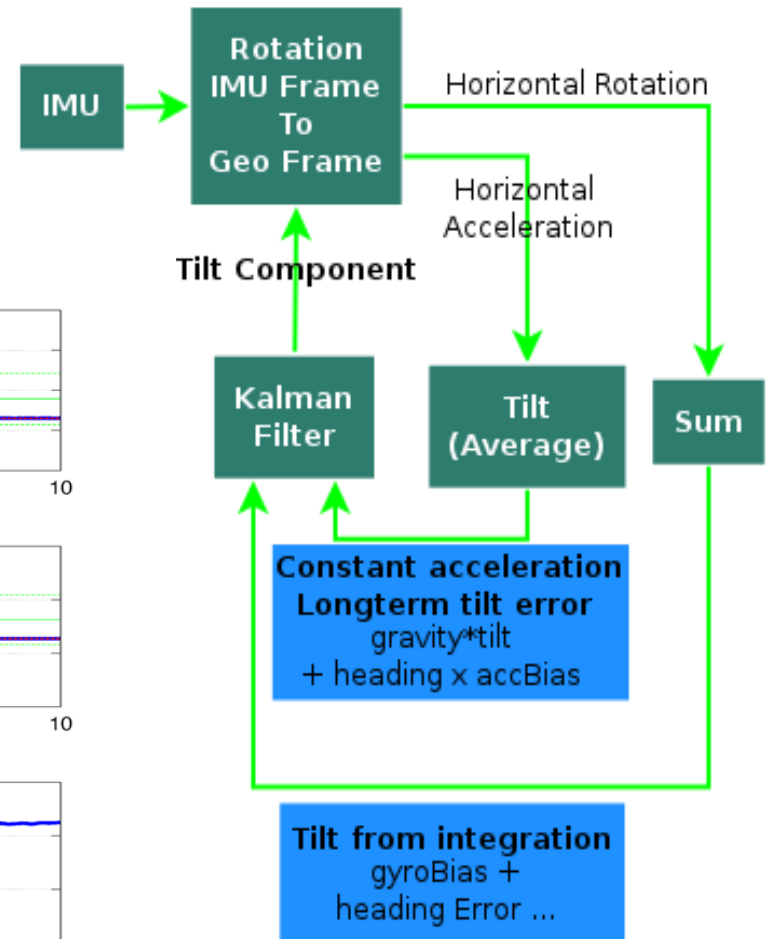 Rotation
IMU Frame
To
Geo Frame
IMU
Horizontal Rotation
Horizontal
Acceleration
Tilt Component
Kalman
Filter
Tilt
(Average)
Sum
10
Constant acceleration
Longterm tilt error
gravity*tilt
+ heading x accBias
10
Tilt from integration
gyroBias +
heading Error ...